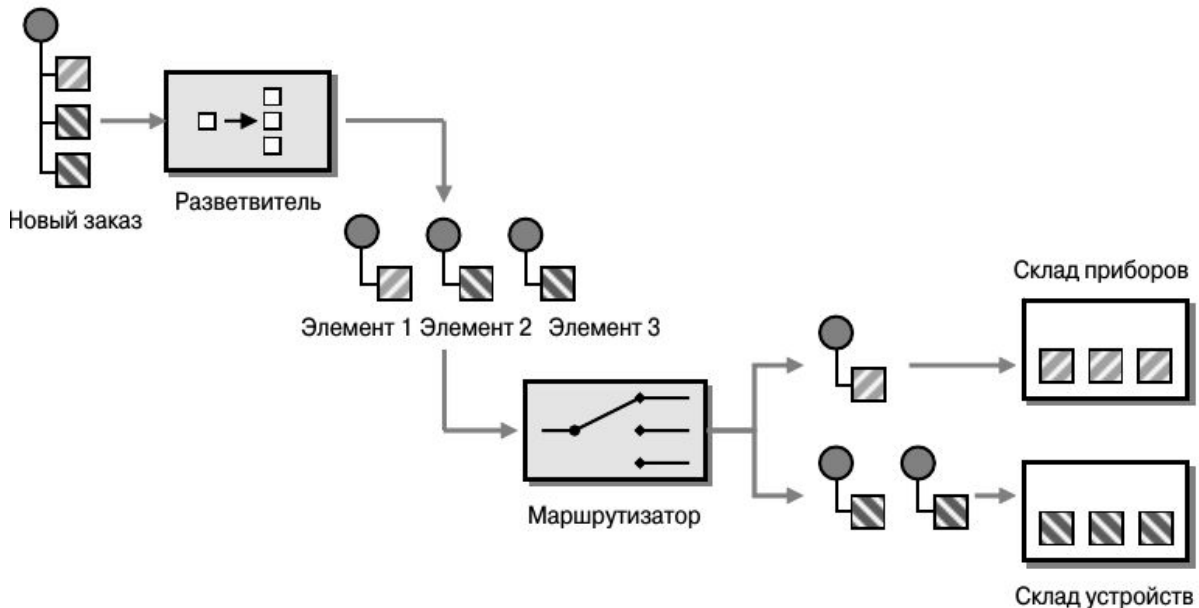 Новый заказ
Разветвитель
Элемент 1 Элемент 2 Элемент 3
Маршрутизатор
Склад приборов
Склад устройств